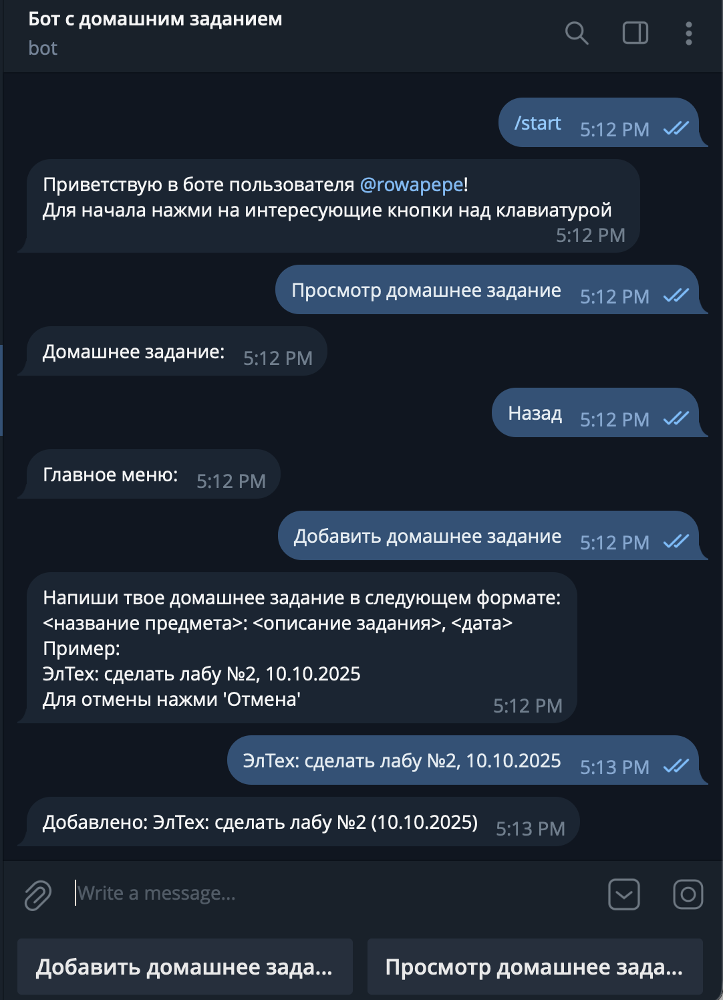 Бот с домашним заданием
bot
/start 5:12 PM
Приветствую в боте пользователя @rowapepe!
Для начала нажми на интересующие кнопки над клавиатурой
5:12 PM
Просмотр домашнее задание 5:12 PM
Домашнее задание: 5:12 PM
Назад 5:12 PM
Главное меню: 5:12 PM
Добавить домашнее задание 5:12 PM
Напиши твое домашнее задание в следующем формате:
<название предмета>: <описание задания>, <дата>
Пример:
ЭлТех: сделать лабу №2, 10.10.2025
Для отмены нажми 'Отмена' 5:12 PM
ЭлТех: сделать лабу №2, 10.10.2025 5:13 PM
Добавлено: ЭлТех: сделать лабу №2 (10.10.2025) 5:13 PM
Write a message...
Добавить домашнее зада... Просмотр домашнее зада...